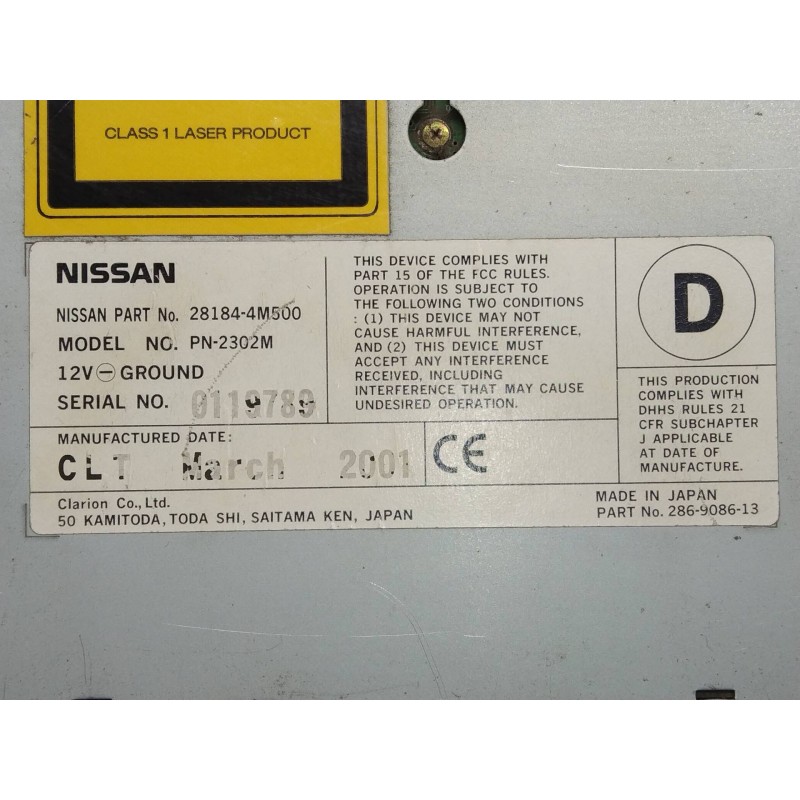 CLASS 1 LASER PRODUCT
NISSAN
NISSAN PART No. 28184-4M500
MODEL NO. PN-2302M
12V⊖GROUND
SERIAL NO. 0119789
THIS DEVICE COMPLIES WITH
PART 15 OF THE FCC RULES.
OPERATION IS SUBJECT TO
THE FOLLOWING TWO CONDITIONS
: (1) THIS DEVICE MAY NOT
CAUSE HARMFUL INTERFERENCE,
AND (2) THIS DEVICE MUST
ACCEPT ANY INTERFERENCE
RECEIVED, INCLUDING
INTERFERENCE THAT MAY CAUSE
UNDESIRED OPERATION.
D
THIS PRODUCTION
COMPLIES WITH
DHHS RULES 21
CFR SUBCHAPTER
J APPLICABLE
AT DATE OF
MANUFACTURE.
MANUFACTURED DATE:
CLT March 2001
CE
Clarion Co., Ltd.
50 KAMITODA, TODA SHI, SAITAMA KEN, JAPAN
MADE IN JAPAN
PART No. 286-9086-13